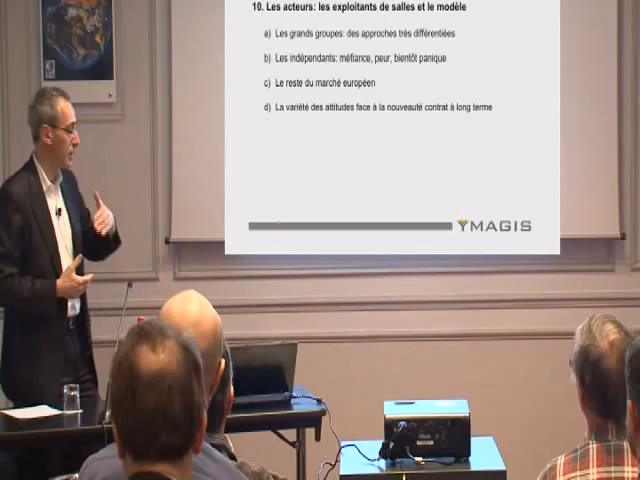 10. Les acteurs: les exploitants de salles et le modèle
a) Les grands groupes: des approches très différentiées
b) Les indépendants: méfiance, peur, bientôt panique
c) Le reste du marché européen
d) La variété des attitudes face à la nouveauté contrat à long terme
YMAGIS